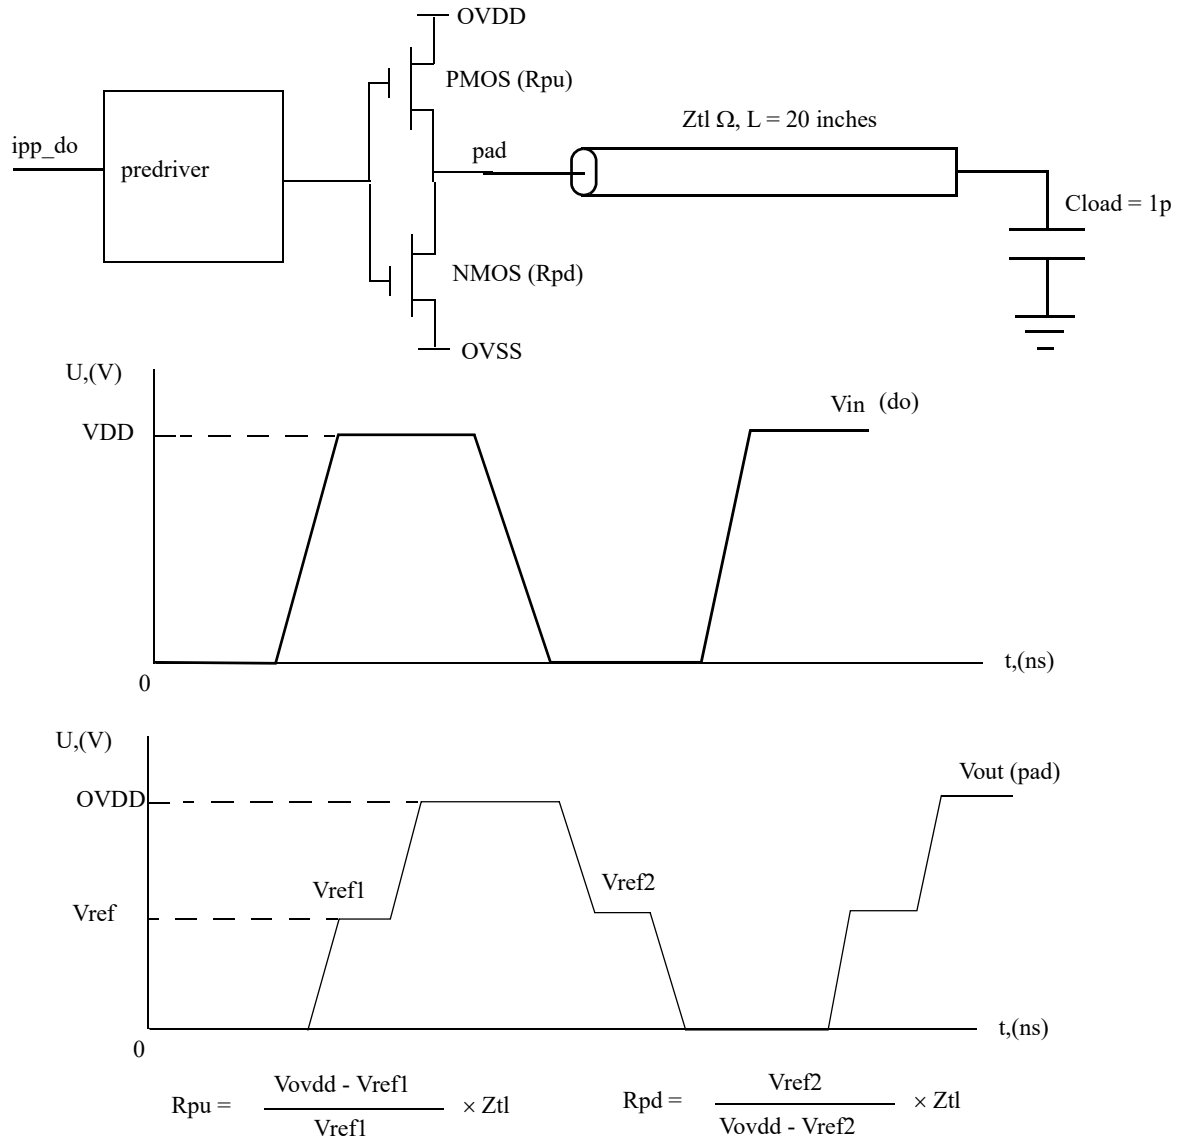 OVDD
PMOS (Rpu)
Ztl Ω, L = 20 inches
ipp_do
predriver
pad
Cload = 1p
NMOS (Rpd)
OVSS
U,(V)
VDD
Vin (do)
t,(ns)
0
U,(V)
OVDD
Vout (pad)
Vref1
Vref2
Vref
t,(ns)
0
Rpu = Vovdd - Vref1 / Vref1 × Ztl
Rpd = Vref2 / Vovdd - Vref2 × Ztl